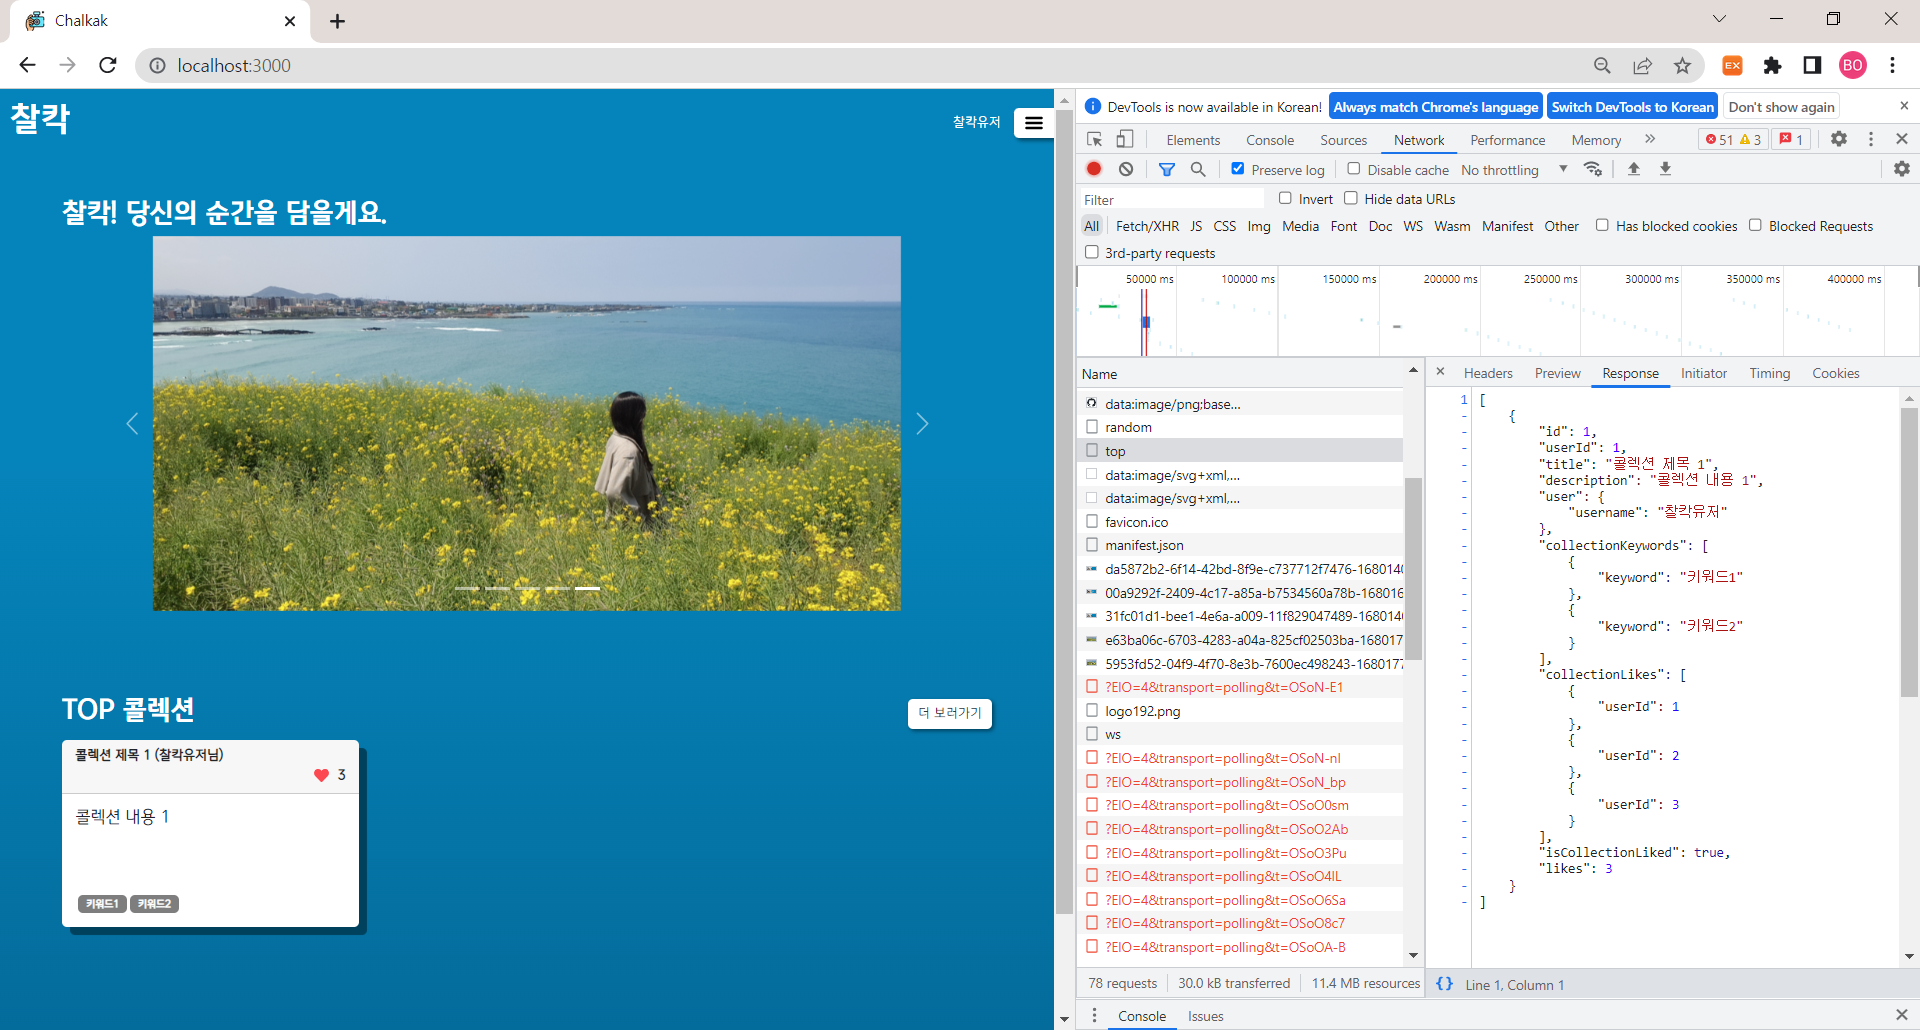 Chalkak
localhost:3000
EX
BO
찰칵
찰칵유저
찰칵! 당신의 순간을 담을게요.
TOP 콜렉션
더 보러가기
콜렉션 제목 1 (찰칵유저님)
3
콜렉션 내용 1
키워드1 키워드2
DevTools is now available in Korean! Always match Chrome's language Switch DevTools to Korean Don't show again
Elements Console Sources Network Performance Memory 51 3 1
Preserve log Disable cache No throttling
Filter Invert Hide data URLs
All Fetch/XHR JS CSS Img Media Font Doc WS Wasm Manifest Other Has blocked cookies Blocked Requests
3rd-party requests
50000 ms 100000 ms 150000 ms 200000 ms 250000 ms 300000 ms 350000 ms 400000 ms
Name
data:image/png;base...
random
top
data:image/svg+xml,...
data:image/svg+xml,...
favicon.ico
manifest.json
da5872b2-6f14-42bd-8f9e-c737712f7476-1680140
00a9292f-2409-4c17-a85a-b7534560a78b-168016
31fc01d1-bee1-4e6a-a009-11f829047489-1680140
e63ba06c-6703-4283-a04a-825cf02503ba-168017
5953fd52-04f9-4f70-8e3b-7600ec498243-1680177
?EIO=4&transport=polling&t=OSoN-E1
logo192.png
ws
?EIO=4&transport=polling&t=OSoN-nl
?EIO=4&transport=polling&t=OSoN_bp
?EIO=4&transport=polling&t=OSoO0sm
?EIO=4&transport=polling&t=OSoO2Ab
?EIO=4&transport=polling&t=OSoO3Pu
?EIO=4&transport=polling&t=OSoO4IL
?EIO=4&transport=polling&t=OSoO6Sa
?EIO=4&transport=polling&t=OSoO8c7
?EIO=4&transport=polling&t=OSoOA-B
78 requests 30.0 kB transferred 11.4 MB resources
Headers Preview Response Initiator Timing Cookies
1 [
{
"id": 1,
"userId": 1,
"title": "콜렉션 제목 1",
"description": "콜렉션 내용 1",
"user": {
"username": "찰칵유저"
},
"collectionKeywords": [
{
"keyword": "키워드1"
},
{
"keyword": "키워드2"
}
],
"collectionLikes": [
{
"userId": 1
},
{
"userId": 2
},
{
"userId": 3
}
],
"isCollectionLiked": true,
"likes": 3
}
]
{} Line 1, Column 1
Console Issues